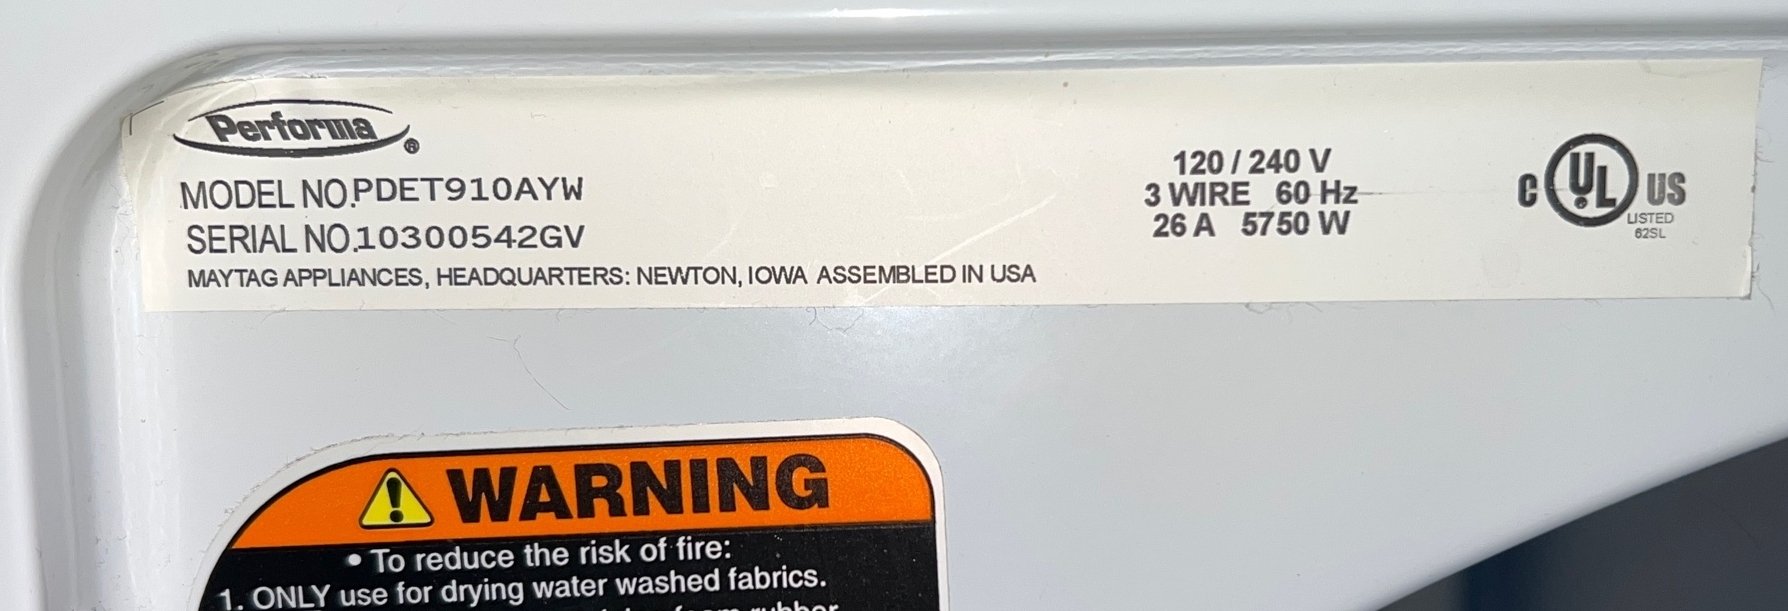 Performa®
MODEL NO.PDET910AYW
SERIAL NO.10300542GV
MAYTAG APPLIANCES, HEADQUARTERS: NEWTON, IOWA ASSEMBLED IN USA
120 / 240 V
3 WIRE 60 Hz
26 A 5750 W
C UL US
LISTED
62SL
WARNING
• To reduce the risk of fire:
1. ONLY use for drying water washed fabrics.
foam rubber